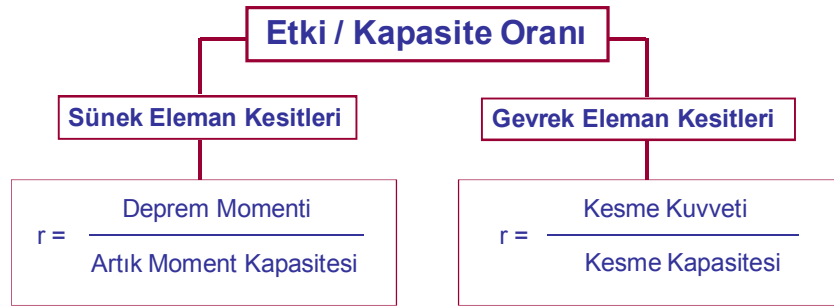 Etki / Kapasite Oranı
Sünek Eleman Kesitleri
Gevrek Eleman Kesitleri
r =
Deprem Momenti
Artık Moment Kapasitesi
r =
Kesme Kuvveti
Kesme Kapasitesi